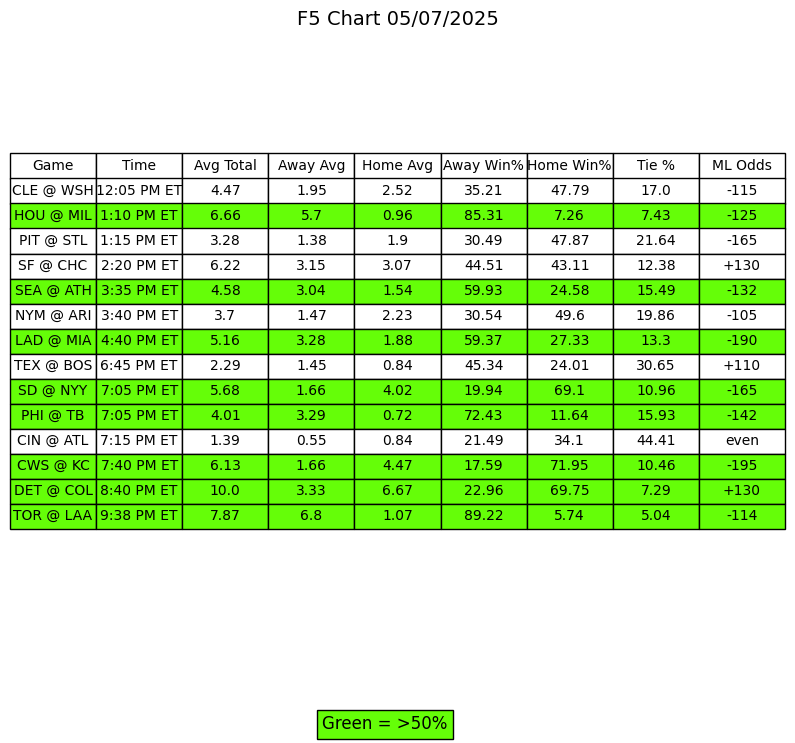 F5 Chart 05/07/2025
Game Time Avg Total Away Avg Home Avg Away Win% Home Win% Tie % ML Odds
CLE @ WSH 12:05 PM ET 4.47 1.95 2.52 35.21 47.79 17.0 -115
HOU @ MIL 1:10 PM ET 6.66 5.7 0.96 85.31 7.26 7.43 -125
PIT @ STL 1:15 PM ET 3.28 1.38 1.9 30.49 47.87 21.64 -165
SF @ CHC 2:20 PM ET 6.22 3.15 3.07 44.51 43.11 12.38 +130
SEA @ ATH 3:35 PM ET 4.58 3.04 1.54 59.93 24.58 15.49 -132
NYM @ ARI 3:40 PM ET 3.7 1.47 2.23 30.54 49.6 19.86 -105
LAD @ MIA 4:40 PM ET 5.16 3.28 1.88 59.37 27.33 13.3 -190
TEX @ BOS 6:45 PM ET 2.29 1.45 0.84 45.34 24.01 30.65 +110
SD @ NYY 7:05 PM ET 5.68 1.66 4.02 19.94 69.1 10.96 -165
PHI @ TB 7:05 PM ET 4.01 3.29 0.72 72.43 11.64 15.93 -142
CIN @ ATL 7:15 PM ET 1.39 0.55 0.84 21.49 34.1 44.41 even
CWS @ KC 7:40 PM ET 6.13 1.66 4.47 17.59 71.95 10.46 -195
DET @ COL 8:40 PM ET 10.0 3.33 6.67 22.96 69.75 7.29 +130
TOR @ LAA 9:38 PM ET 7.87 6.8 1.07 89.22 5.74 5.04 -114
Green = >50%